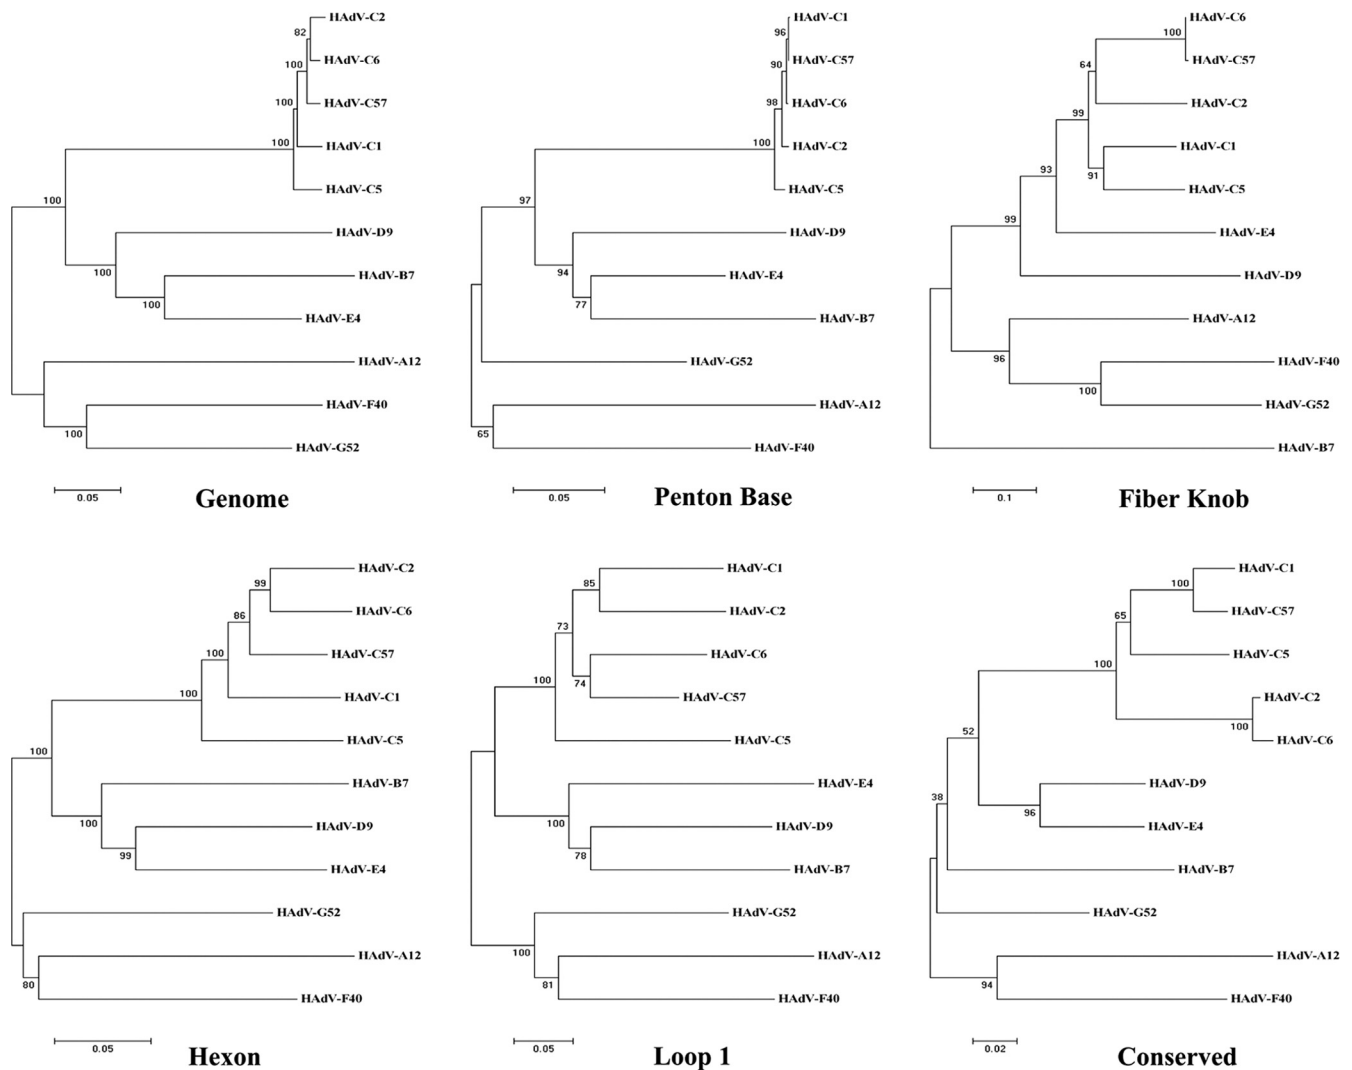 HAdV-C2
82
HAdV-C6
100
HAdV-C57
100
HAdV-C1
100
HAdV-C5
100
HAdV-D9
100
HAdV-B7
100
HAdV-E4
HAdV-A12
HAdV-F40
100
HAdV-G52
0.05
Genome
HAdV-C1
96
HAdV-C57
90
HAdV-C6
98
HAdV-C2
100
HAdV-C5
97
HAdV-D9
94
HAdV-E4
77
HAdV-B7
HAdV-G52
HAdV-A12
65
HAdV-F40
0.05
Penton Base
HAdV-C6
100
HAdV-C57
64
HAdV-C2
99
HAdV-C1
91
HAdV-C5
93
HAdV-E4
99
HAdV-D9
HAdV-A12
96
HAdV-F40
100
HAdV-G52
HAdV-B7
0.1
Fiber Knob
HAdV-C2
99
HAdV-C6
86
HAdV-C57
100
HAdV-C1
100
HAdV-C5
100
HAdV-B7
100
HAdV-D9
99
HAdV-E4
HAdV-G52
HAdV-A12
80
HAdV-F40
0.05
Hexon
HAdV-C1
85
HAdV-C2
73
HAdV-C6
74
HAdV-C57
100
HAdV-C5
HAdV-E4
100
HAdV-D9
78
HAdV-B7
HAdV-G52
100
HAdV-A12
81
HAdV-F40
0.05
Loop 1
HAdV-C1
100
HAdV-C57
65
HAdV-C5
100
HAdV-C2
100
HAdV-C6
52
HAdV-D9
96
HAdV-E4
38
HAdV-B7
HAdV-G52
HAdV-A12
94
HAdV-F40
0.02
Conserved